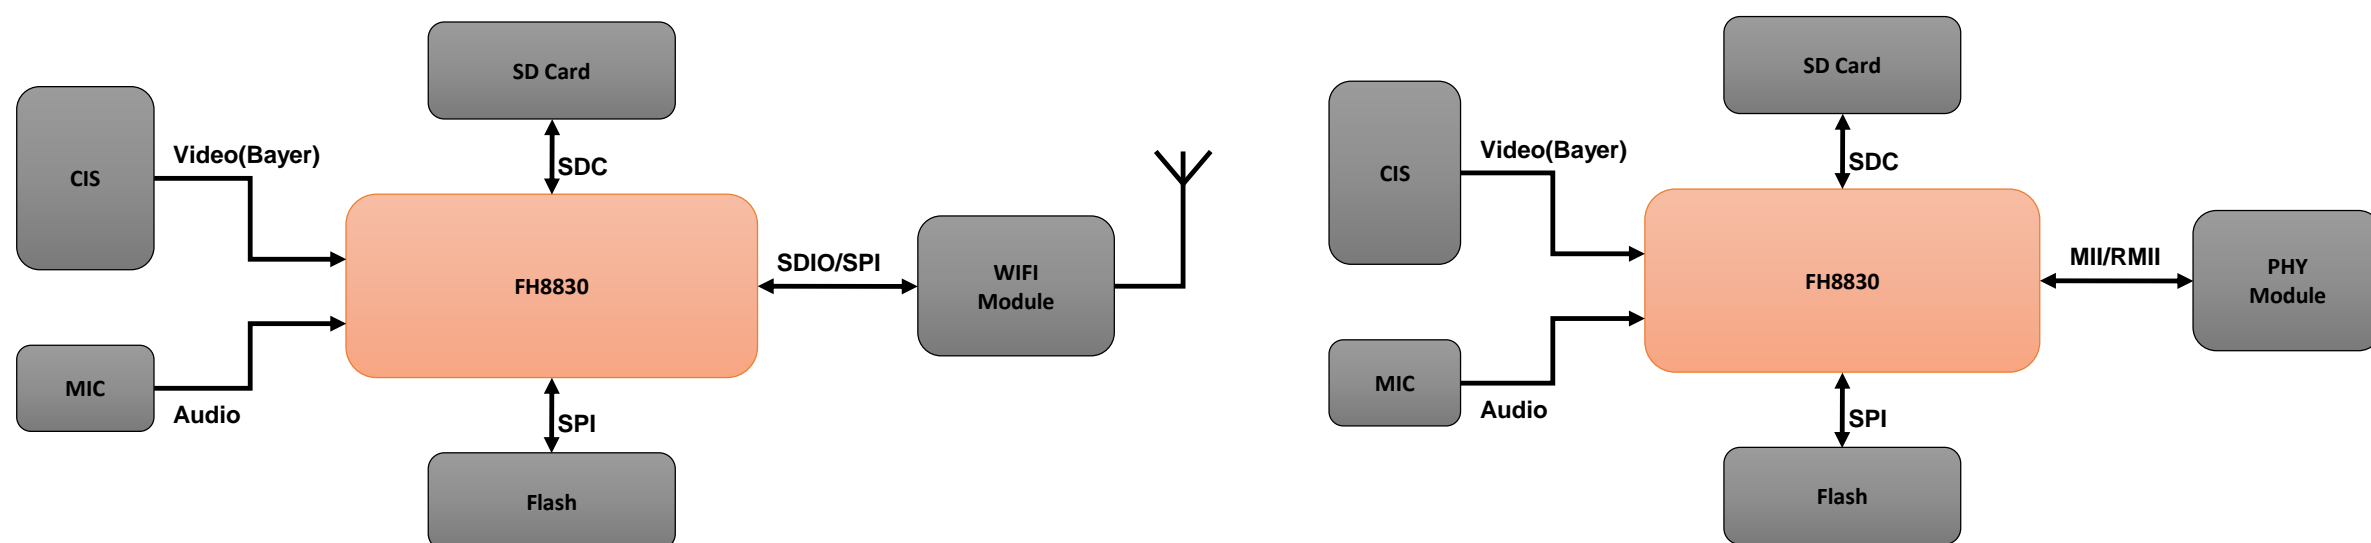 SD Card
CIS
Video(Bayer)
SDC
FH8830
SDIO/SPI
WIFI
Module
MIC
Audio
SPI
Flash
SD Card
CIS
Video(Bayer)
SDC
FH8830
MII/RMII
PHY
Module
MIC
Audio
SPI
Flash